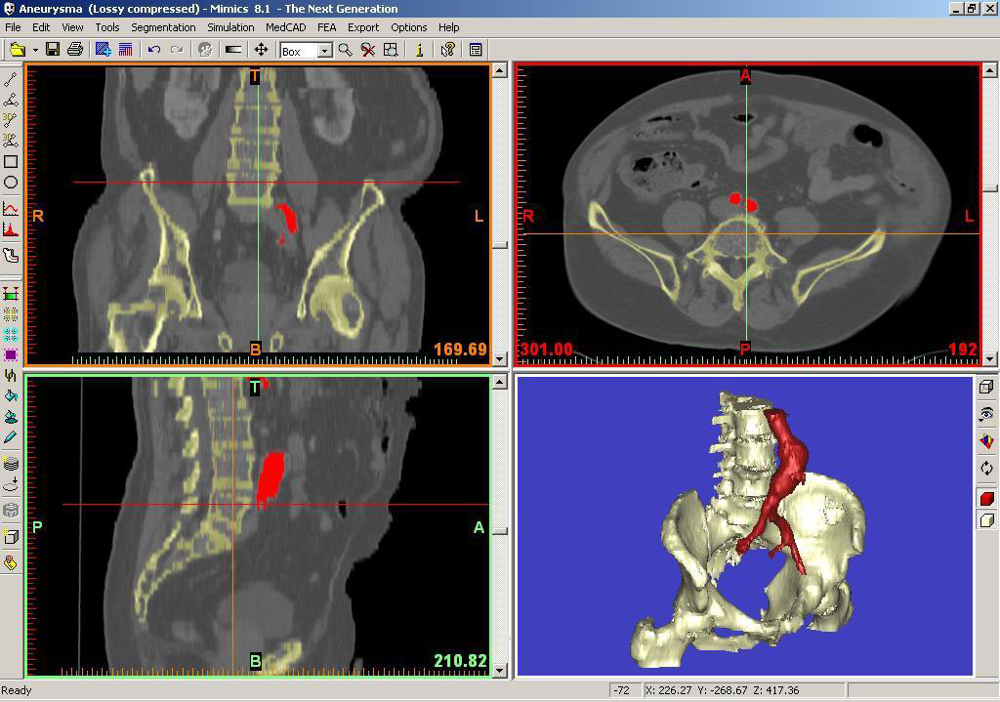 Aneurysma (Lossy compressed) - Mimics 8.1 - The Next Generation
File Edit View Tools Segmentation Simulation MedCAD FEA Export Options Help
Box
T
R L
B 169.69
A
R L
301.00 P 192
T
P A
B 210.82
Ready -72 X: 226.27 Y: -268.67 Z: 417.36